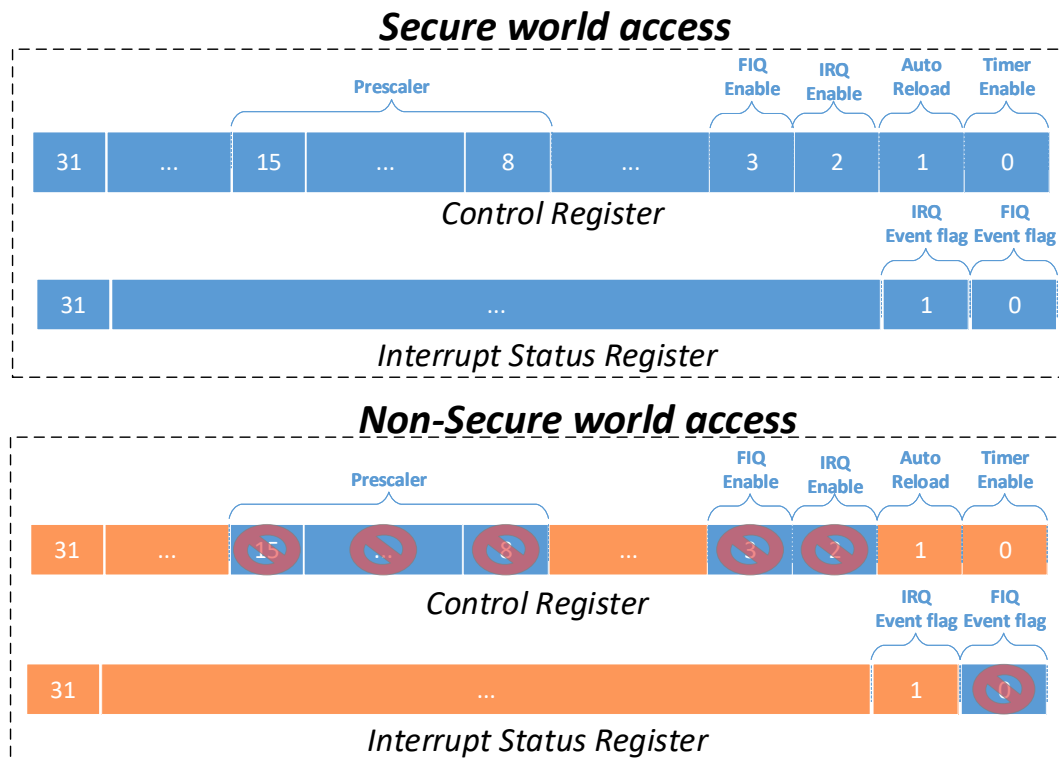 Secure world access
FIQ Enable
IRQ Enable
Auto Reload
Timer Enable
Prescaler
31 ... 15 ... 8 ... 3 2 1 0
Control Register
IRQ Event flag
FIQ Event flag
31 ... 1 0
Interrupt Status Register
Non-Secure world access
FIQ Enable
IRQ Enable
Auto Reload
Timer Enable
Prescaler
31 ... 15 ... 8 ... 3 2 1 0
Control Register
IRQ Event flag
FIQ Event flag
31 ... 1 0
Interrupt Status Register